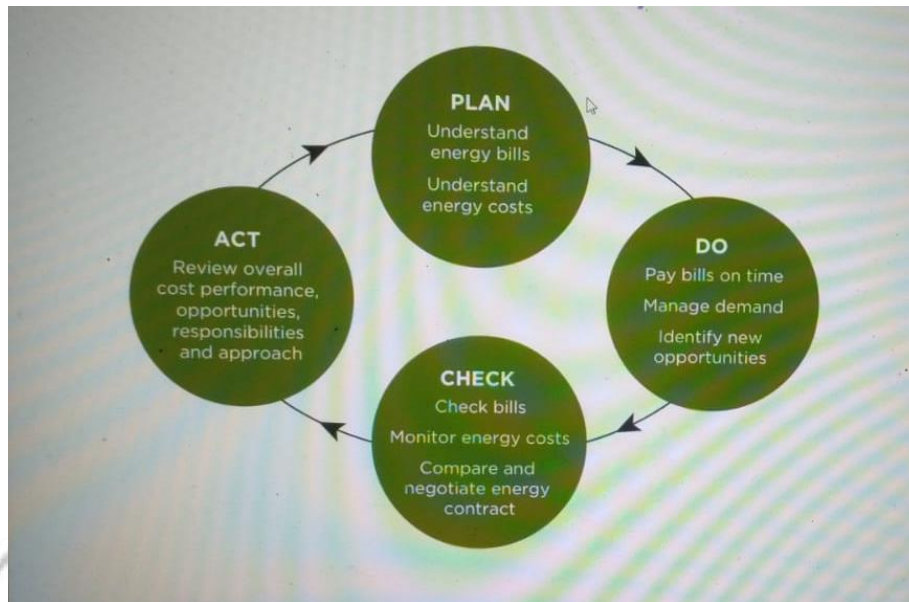 PLAN
Understand
energy bills
Understand
energy costs
DO
Pay bills on time
Manage demand
Identify new
opportunities
CHECK
Check bills
Monitor energy costs
Compare and
negotiate energy
contract
ACT
Review overall
cost performance,
opportunities,
responsibilities
and approach